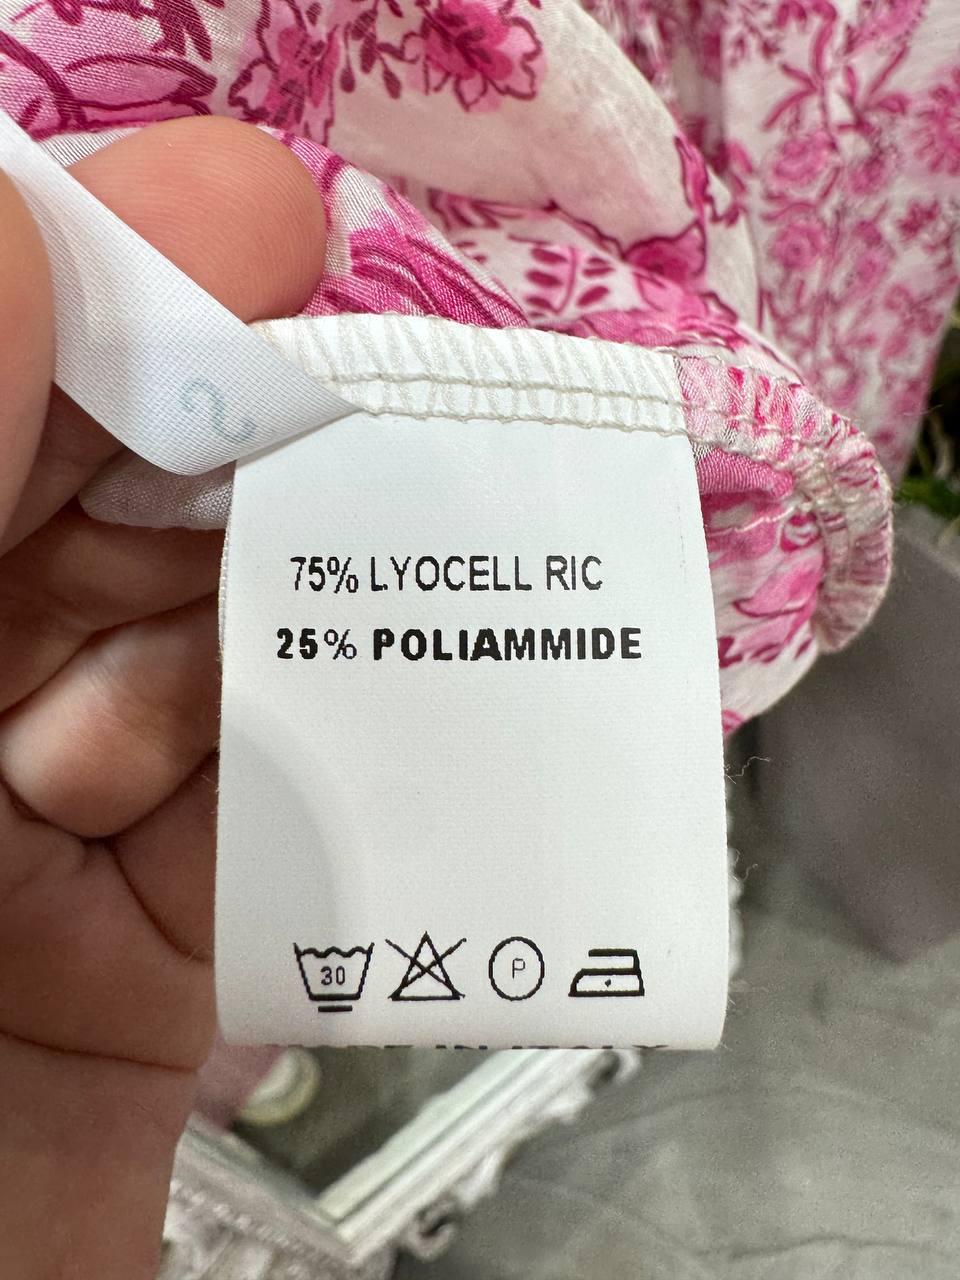 75% LYOCELL RIC
25% POLIAMMIDE
30 P